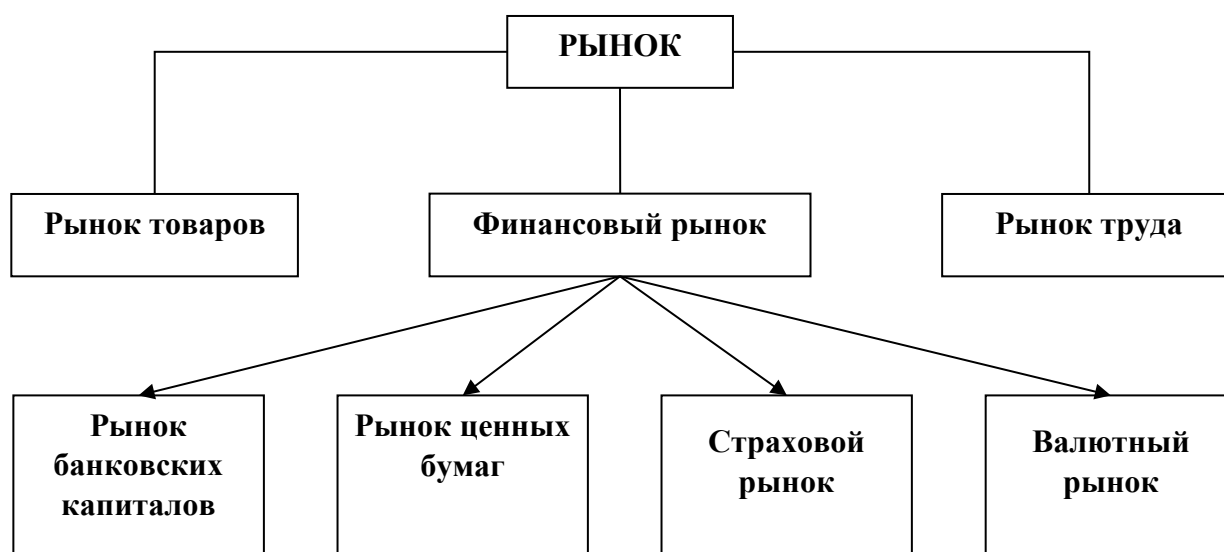 РЫНОК
Рынок товаров
Финансовый рынок
Рынок труда
Рынок
банковских
капиталов
Рынок ценных
бумаг
Страховой
рынок
Валютный
рынок